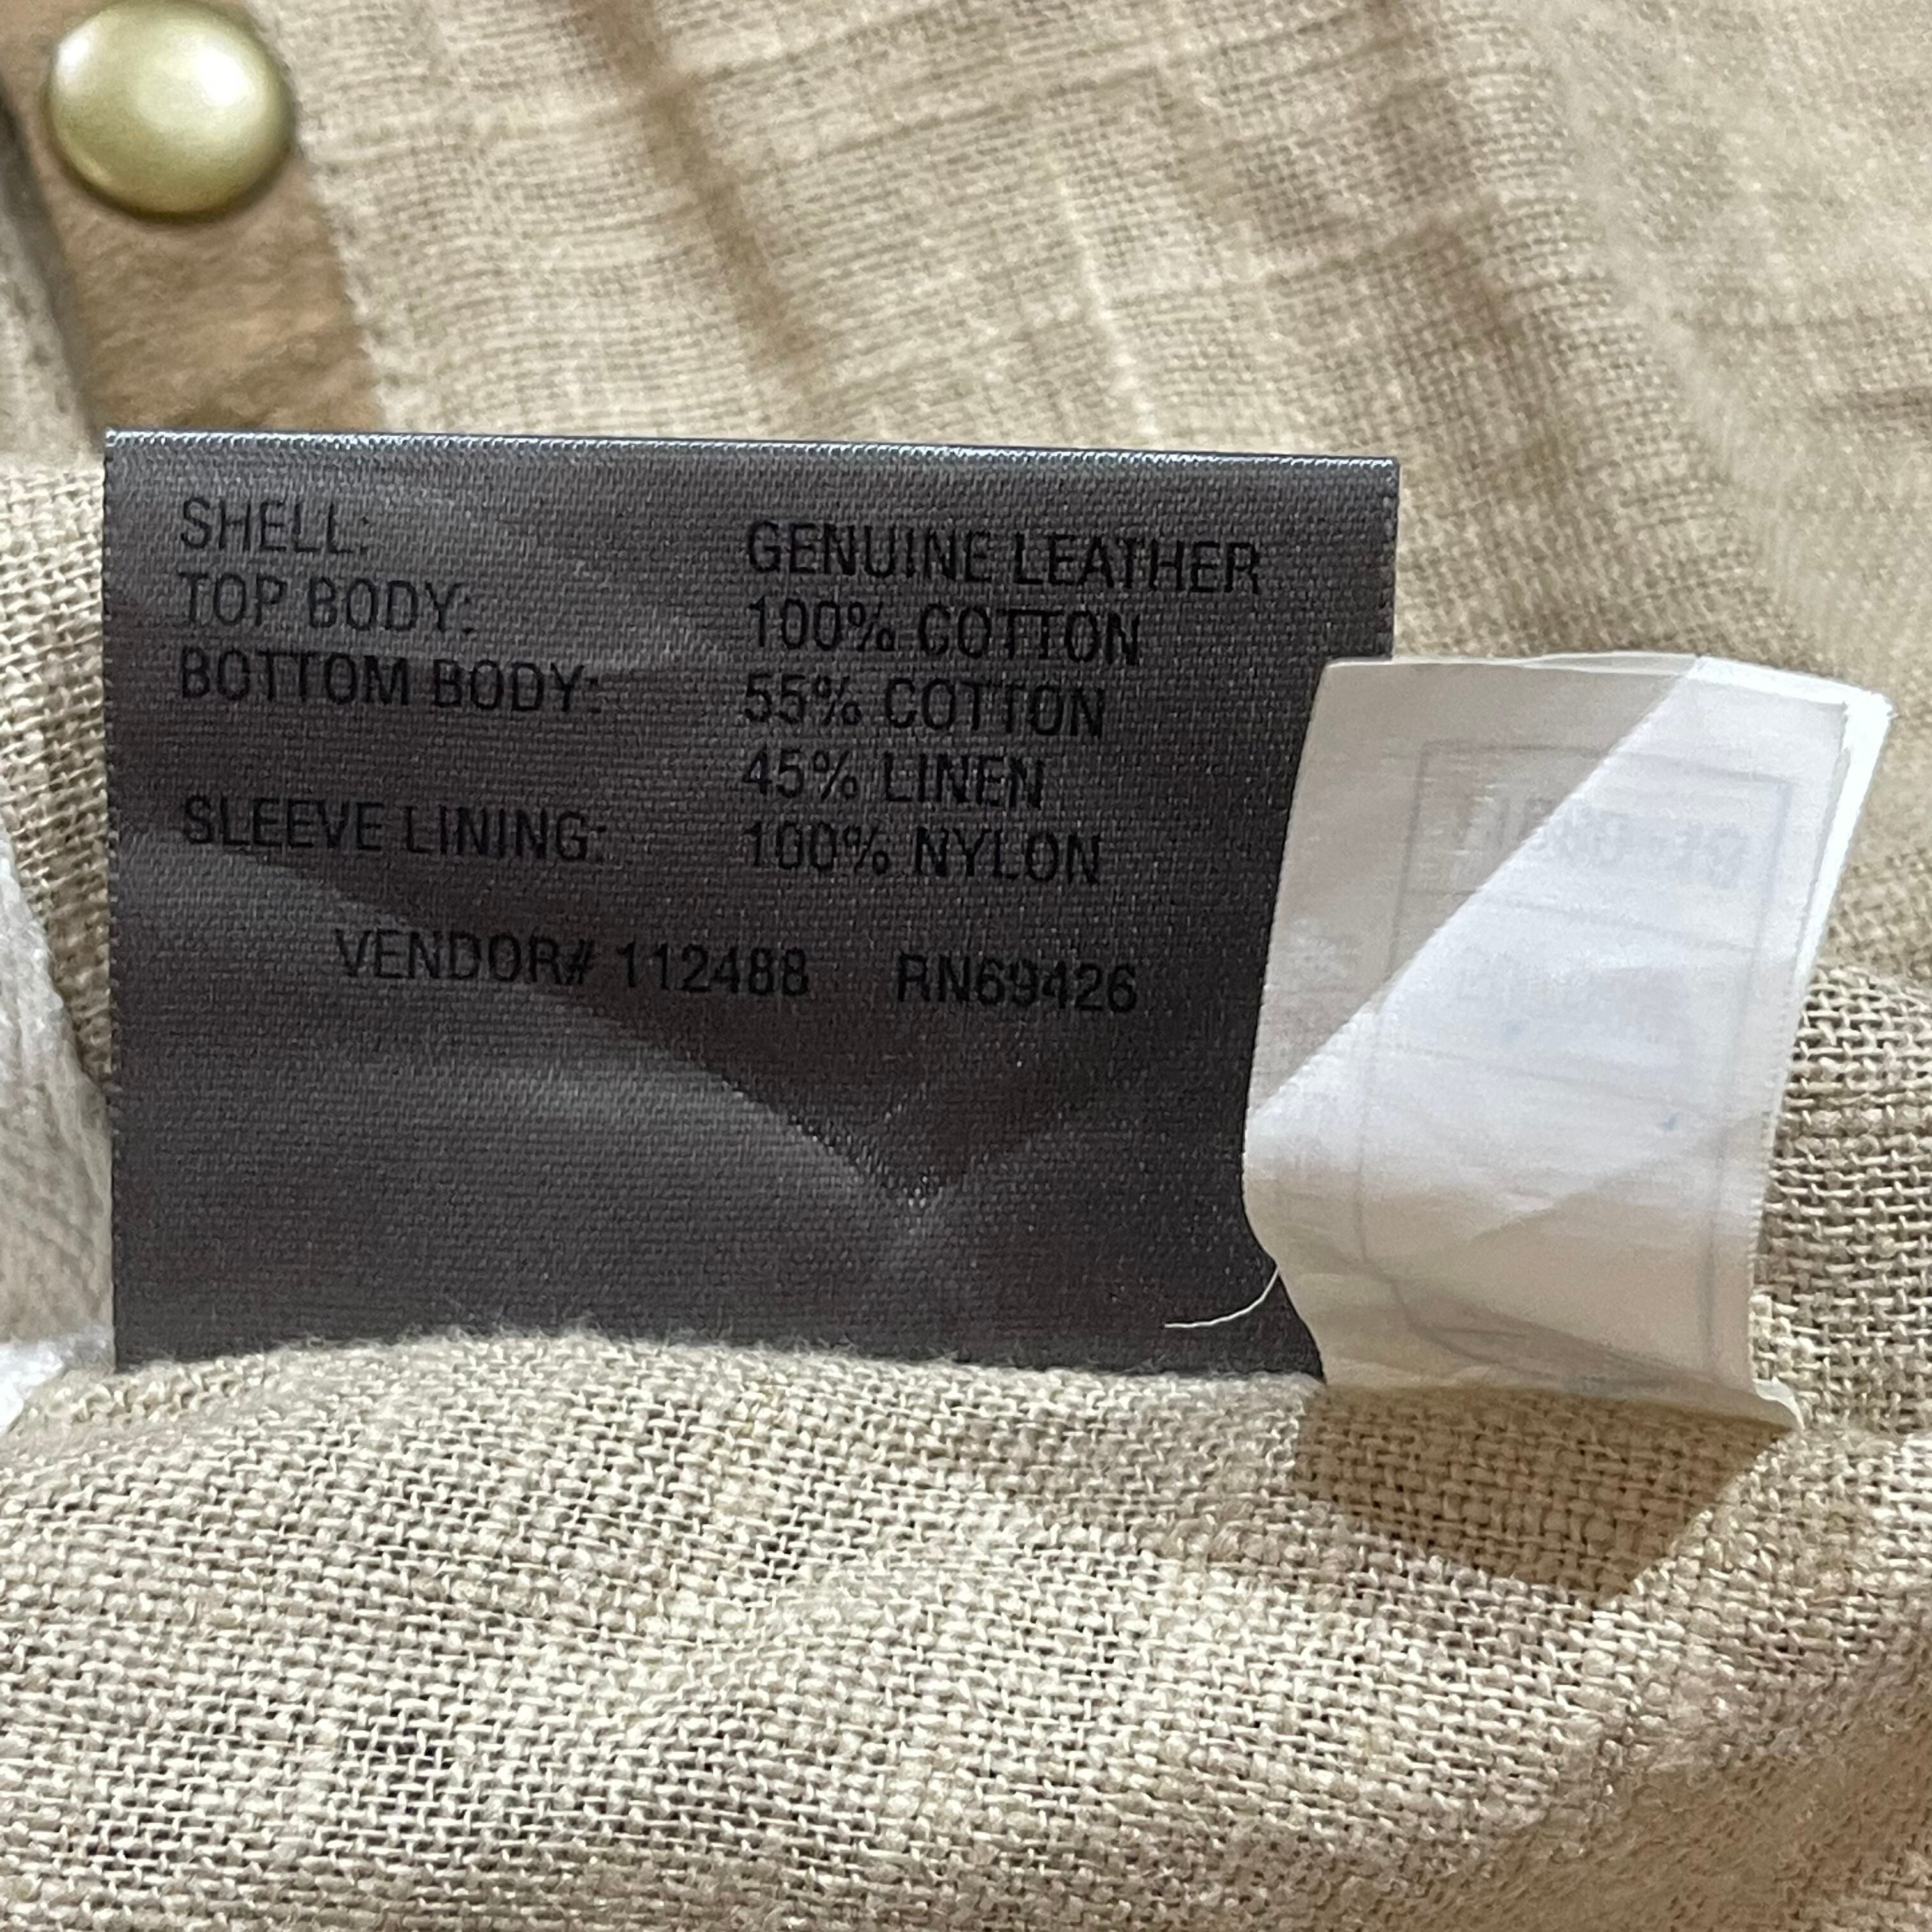 SHELL: GENUINE LEATHER
TOP BODY: 100% COTTON
BOTTOM BODY: 55% COTTON
45% LINEN
SLEEVE LINING: 100% NYLON
VENDOR# 112488 RN69426